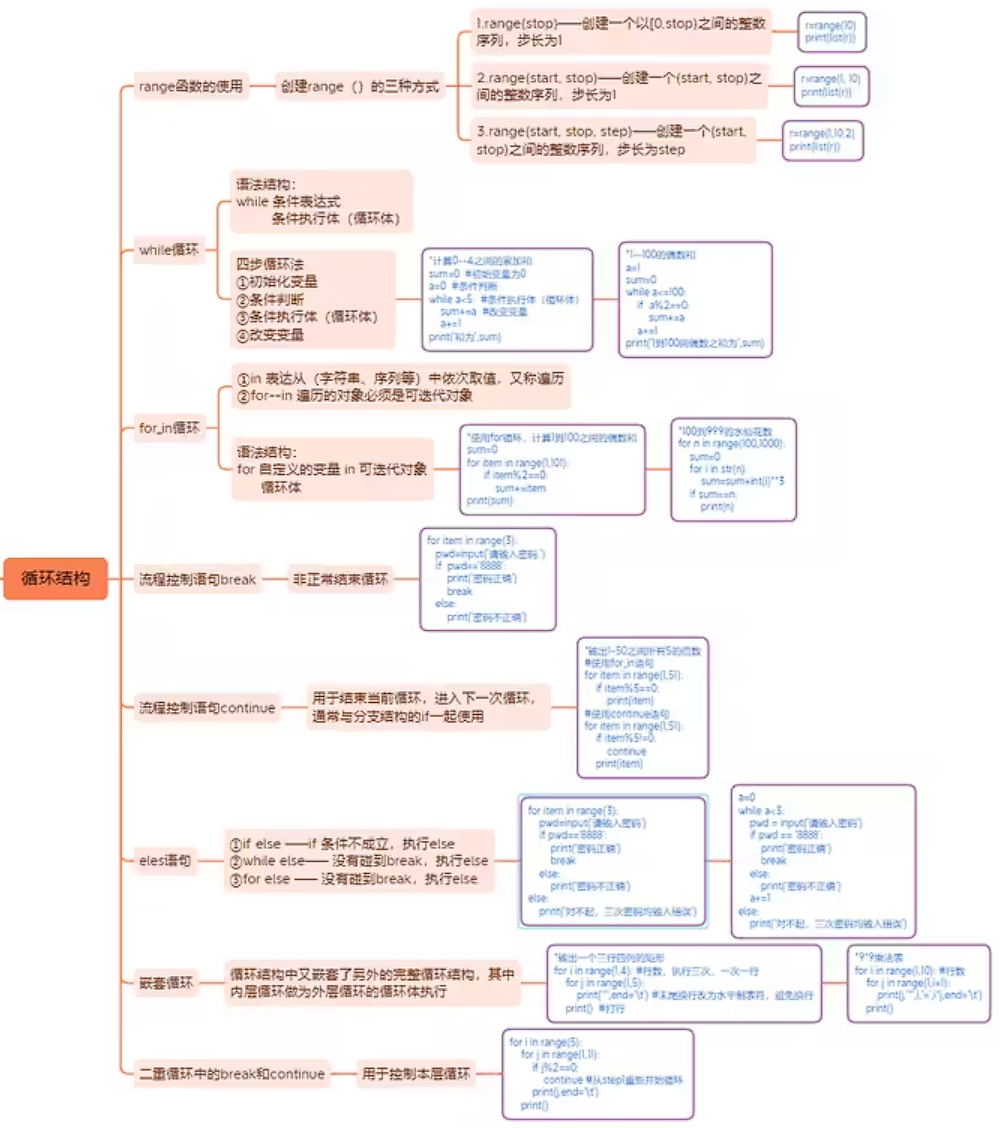 循环结构
range函数的使用
创建range（）的三种方式
1.range(stop)——创建一个以[0,stop)之间的整数
序列，步长为1
r=range(10)
print(list(r))
2.range(start, stop)——创建一个(start, stop)之
间的整数序列，步长为1
r=range(1, 10)
print(list(r))
3.range(start, stop, step)——创建一个(start,
stop)之间的整数序列，步长为step
r=range(1,10,2)
print(list(r))
while循环
语法结构：
while 条件表达式
条件执行体（循环体）
四步循环法
①初始化变量
②条件判断
③条件执行体（循环体）
④改变变量
"计算0--4之间的累加和
sum=0 #初始变量为0
a=0 #条件判断
while a<5: #条件执行体（循环体）
sum+=a #改变变量
a+=1
print('和为',sum)
"1--100的偶数和
a=1
sum=0
while a<=100:
if a%2==0:
sum+=a
a+=1
print('1到100间偶数之和为',sum)
for_in循环
①in 表达从（字符串、序列等）中依次取值，又称遍历
②for--in 遍历的对象必须是可迭代对象
语法结构：
for 自定义的变量 in 可迭代对象
循环体
"使用for循环，计算1到100之间的偶数和
sum=0
for item in range(1,101):
if item%2==0:
sum+=item
print(sum)
"100到999的水仙花数
for n in range(100,1000):
sum=0
for i in str(n):
sum=sum+int(i)**3
if sum==n:
print(n)
流程控制语句break
非正常结束循环
for item in range(3):
pwd=input('请输入密码:')
if pwd=='8888':
print('密码正确')
break
else:
print('密码不正确')
流程控制语句continue
用于结束当前循环，进入下一次循环，
通常与分支结构的if一起使用
"输出1-50之间所有5的倍数
#使用for_in语句
for item in range(1,51):
if item%5==0:
print(item)
#使用continue语句
for item in range(1,51):
if item%5!=0:
continue
print(item)
eles语句
①if else ——if 条件不成立，执行else
②while else—— 没有碰到break，执行else
③for else —— 没有碰到break，执行else
for item in range(3):
pwd=input('请输入密码')
if pwd=='8888':
print('密码正确')
break
else:
print('密码不正确')
else:
print('对不起，三次密码均输入错误')
a=0
while a<3:
pwd = input('请输入密码')
if pwd == '8888':
print('密码正确')
break
else:
print('密码不正确')
a+=1
else:
print('对不起，三次密码均输入错误')
嵌套循环
循环结构中又嵌套了另外的完整循环结构，其中
内层循环做为外层循环的循环体执行
"输出一个三行四列的矩形
for i in range(1,4): #行数，执行三次，一次一行
for j in range(1,5):
print('*',end='\t') #末尾换行改为水平制表符，避免换行
print() #打行
"9*9乘法表
for i in range(1,10): #行数
for j in range(1,i+1):
print(j,'*',i,'=',i*j,end='\t')
print()
二重循环中的break和continue
用于控制本层循环
for i in range(5):
for j in range(1,11):
if j%2==0:
continue #从step1重新开始循环
print(j,end='\t')
print()